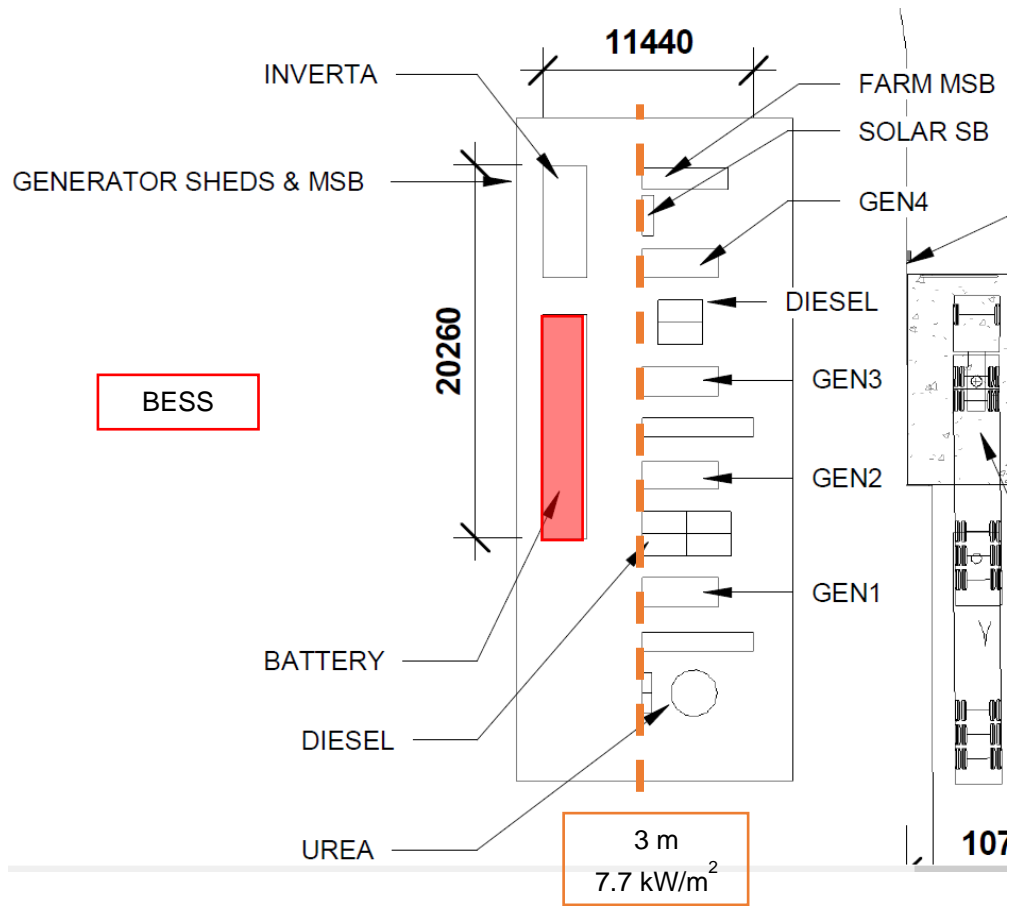 11440
INVERTA
FARM MSB
SOLAR SB
GENERATOR SHEDS & MSB
GEN4
DIESEL
20260
GEN3
BESS
GEN2
GEN1
BATTERY
DIESEL
UREA
3 m
7.7 kW/m²
107